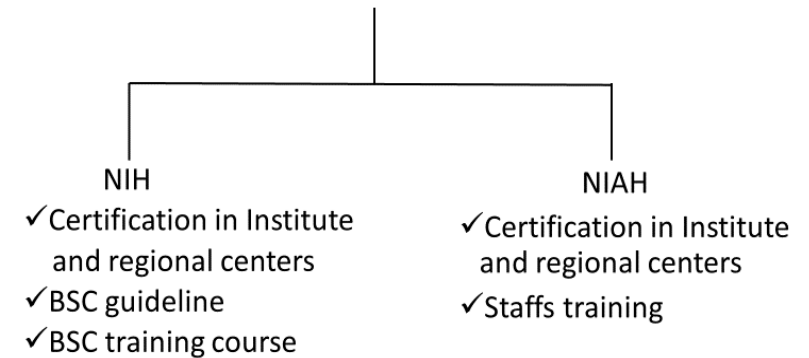 NIH
✓Certification in Institute
and regional centers
✓BSC guideline
✓BSC training course
NIAH
✓Certification in Institute
and regional centers
✓Staffs training